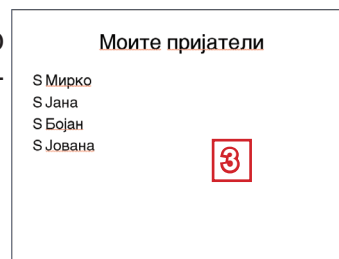 Моите пријатели
S Мирко
S Јана
S Бојан
S Јована
3